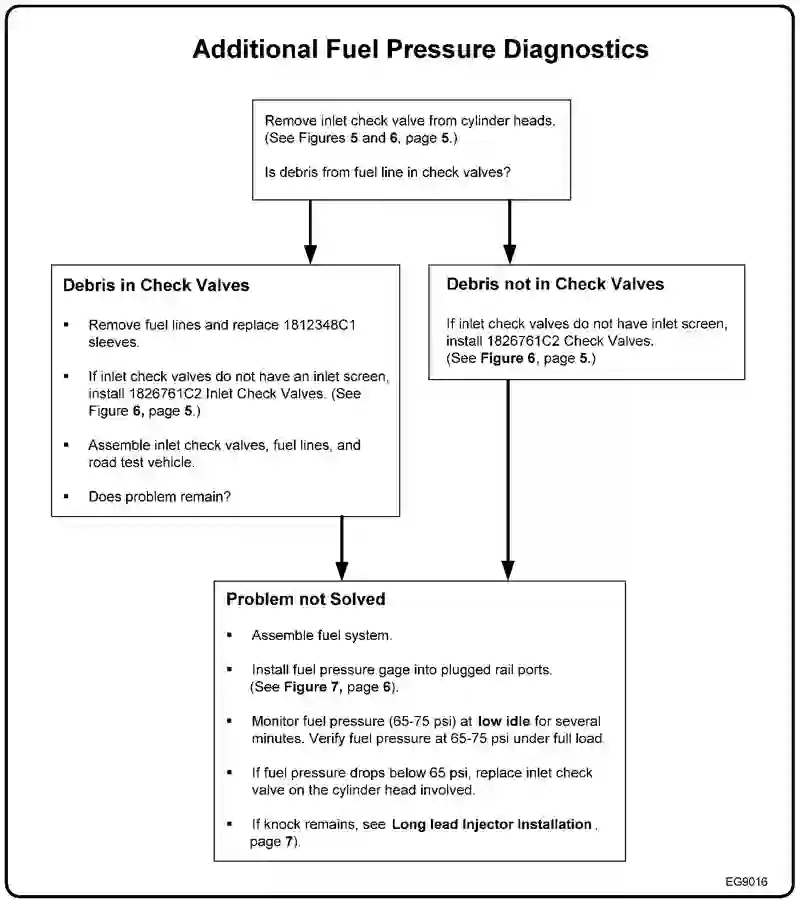 Additional Fuel Pressure Diagnostics
Remove inlet check valve from cylinder heads.
(See Figures 5 and 6, page 5.)
Is debris from fuel line in check valves?
Debris in Check Valves
▪ Remove fuel lines and replace 1812348C1
sleeves.
▪ If inlet check valves do not have an inlet screen,
install 1826761C2 Inlet Check Valves. (See
Figure 6, page 5.)
▪ Assemble inlet check valves, fuel lines, and
road test vehicle.
▪ Does problem remain?
Debris not in Check Valves
If inlet check valves do not have inlet screen,
install 1826761C2 Check Valves.
(See Figure 6, page 5.)
Problem not Solved
▪ Assemble fuel system.
▪ Install fuel pressure gage into plugged rail ports.
(See Figure 7, page 6).
▪ Monitor fuel pressure (65-75 psi) at low idle for several
minutes. Verify fuel pressure at 65-75 psi under full load
▪ If fuel pressure drops below 65 psi, replace inlet check
valve on the cylinder head involved.
▪ If knock remains, see Long lead Injector Installation ,
page 7).
EG9016